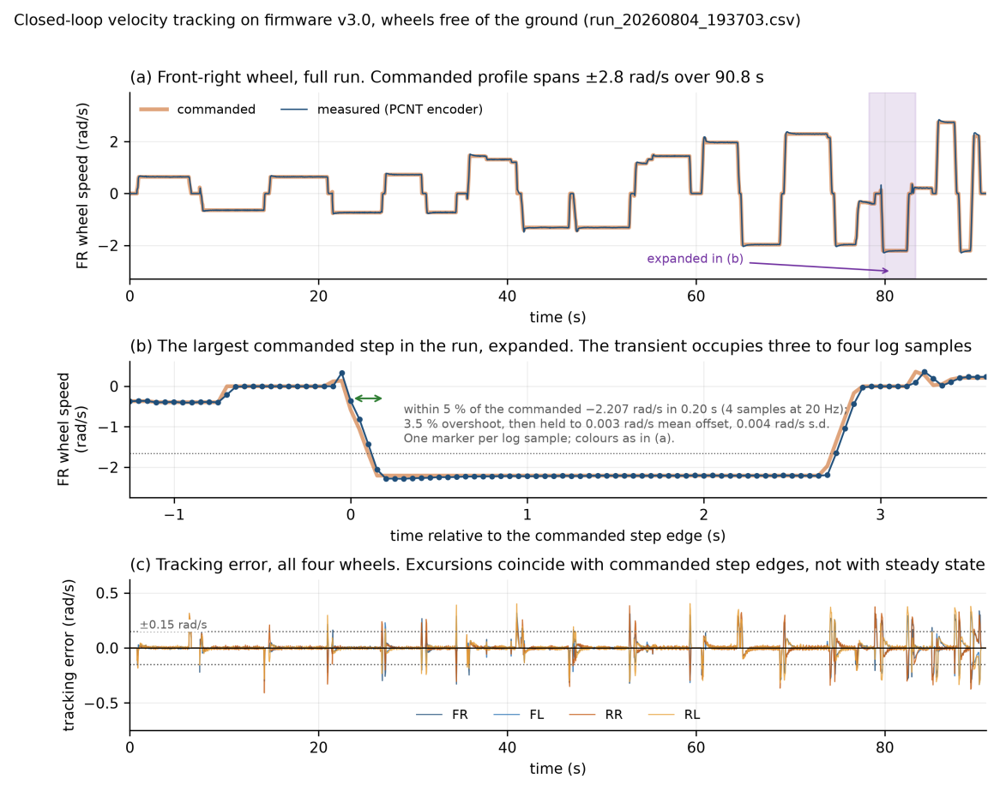 Closed-loop velocity tracking on firmware v3.0, wheels free of the ground (run_20260804_193703.csv)
(a) Front-right wheel, full run. Commanded profile spans ±2.8 rad/s over 90.8 s
FR wheel speed (rad/s)
commanded
measured (PCNT encoder)
2
0
−2
expanded in (b)
0
20
40
60
80
time (s)
(b) The largest commanded step in the run, expanded. The transient occupies three to four log samples
FR wheel speed
(rad/s)
0
−1
−2
within 5 % of the commanded −2.207 rad/s in 0.20 s (4 samples at 20 Hz);
3.5 % overshoot, then held to 0.003 rad/s mean offset, 0.004 rad/s s.d.
One marker per log sample; colours as in (a).
−1
0
1
2
3
time relative to the commanded step edge (s)
(c) Tracking error, all four wheels. Excursions coincide with commanded step edges, not with steady state
tracking error (rad/s)
0.5
0.0
−0.5
±0.15 rad/s
FR
FL
RR
RL
0
20
40
60
80
time (s)